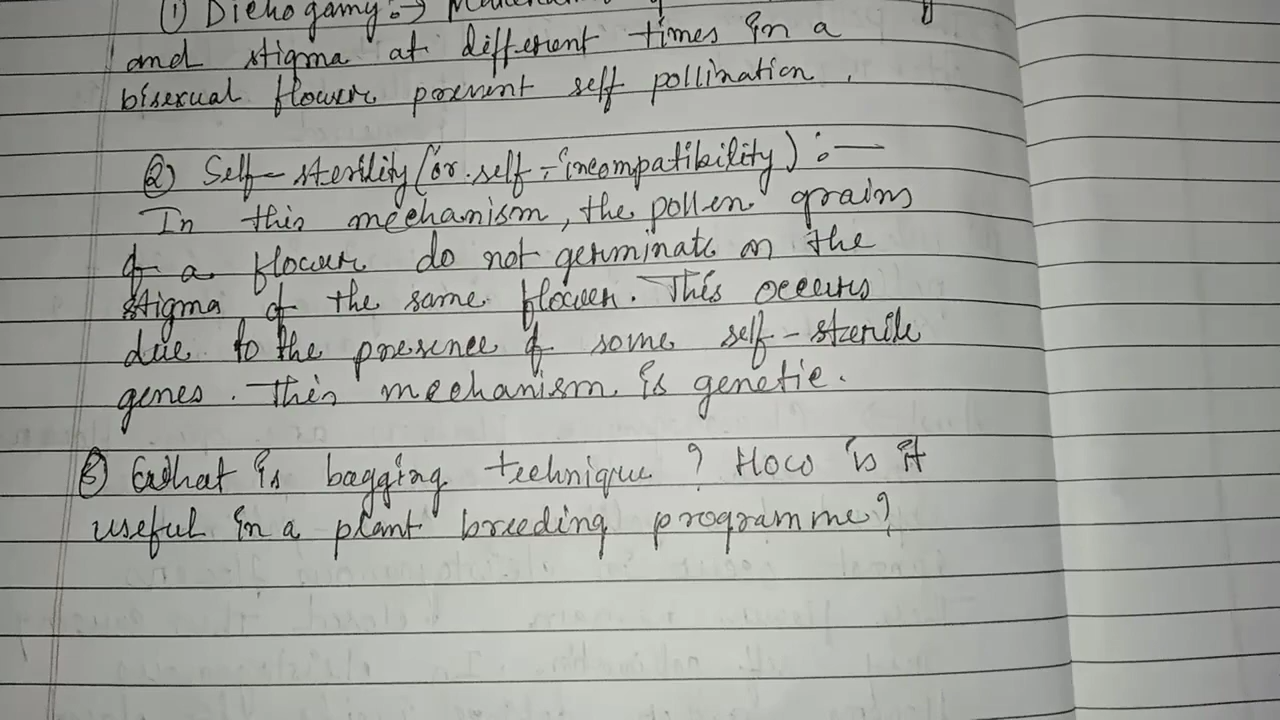 (1) Dichogamy :→
and stigma at different times in a
bisexual flower prevent self pollination.
(2) Self-sterility (or self-incompatibility) :—
In this mechanism, the pollen grains
of a flower do not germinate on the
stigma of the same flower. This occurs
due to the presence of some self-sterile
genes. This mechanism is genetic.
What is bagging technique? How is it
useful in a plant breeding programme?